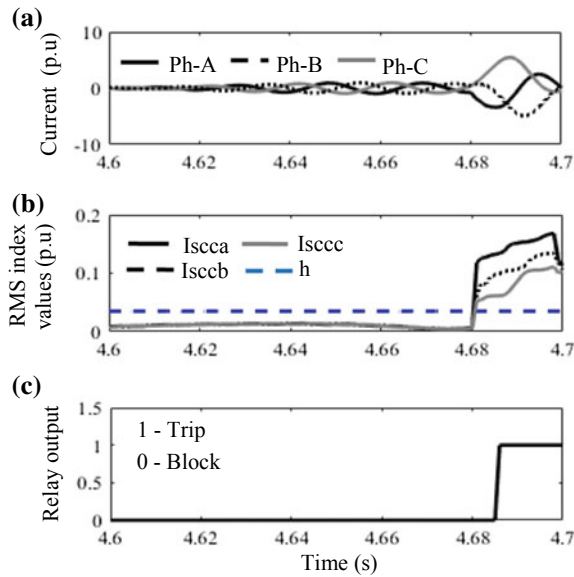 (a)
10
0
-10
Current (p.u)
Ph-A Ph-B Ph-C
4.6 4.62 4.64 4.66 4.68 4.7
(b)
0.2
0.1
0
RMS index
values (p.u)
Iscca Isccc
Isccb h
4.6 4.62 4.64 4.66 4.68 4.7
(c)
1.5
1
0.5
0
Relay output
1 - Trip
0 - Block
4.6 4.62 4.64 4.66 4.68 4.7
Time (s)